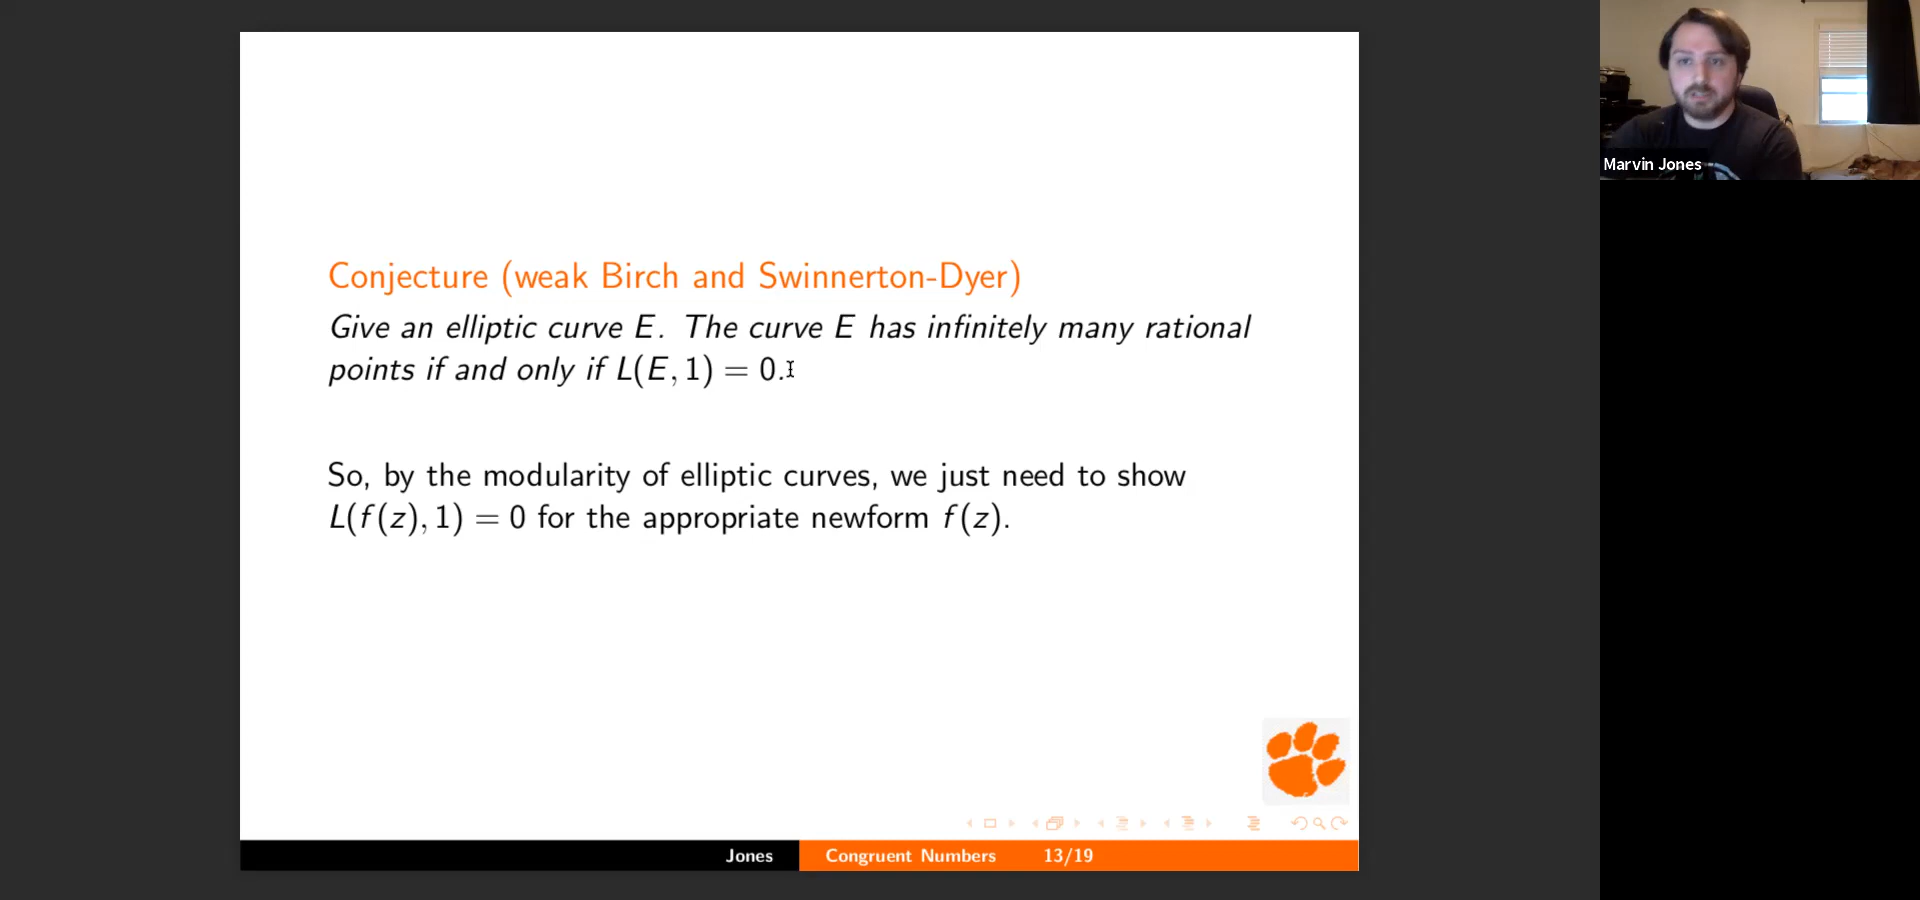 Conjecture (weak Birch and Swinnerton-Dyer)
Give an elliptic curve E. The curve E has infinitely many rational
points if and only if L(E, 1) = 0.
So, by the modularity of elliptic curves, we just need to show
L(f(z), 1) = 0 for the appropriate newform f(z).
Jones Congruent Numbers 13/19
Marvin Jones